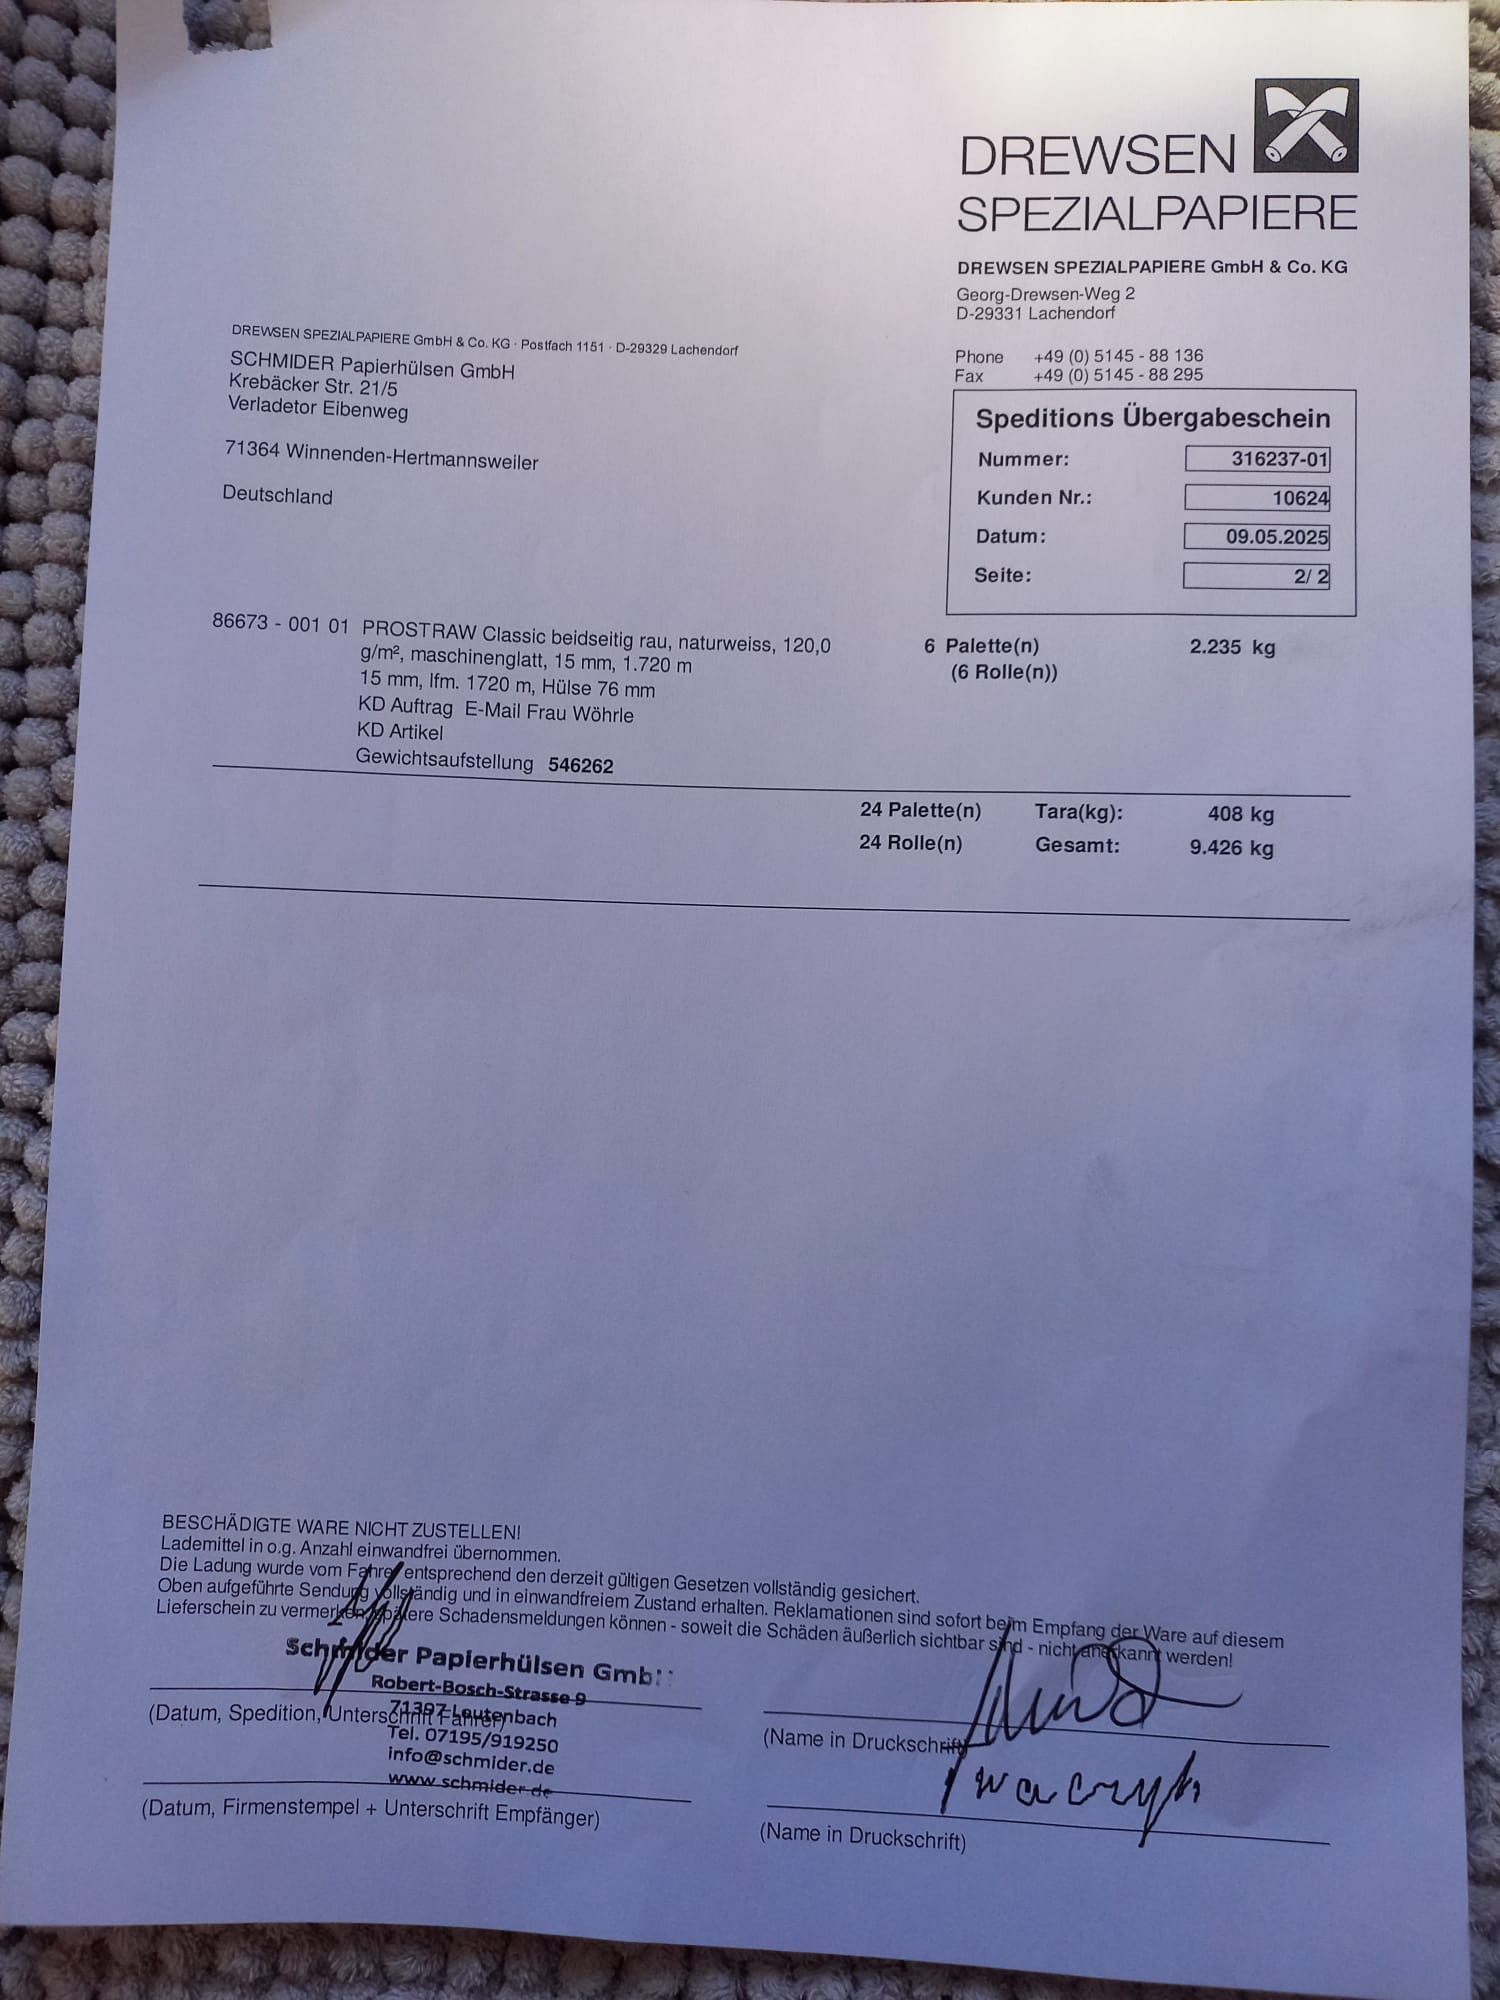 DREWSEN
SPEZIALPAPIERE
DREWSEN SPEZIALPAPIERE GmbH & Co. KG
Georg-Drewsen-Weg 2
D-29331 Lachendorf
Phone +49 (0) 5145 - 88 136
Fax +49 (0) 5145 - 88 295
DREWSEN SPEZIALPAPIERE GmbH & Co. KG · Postfach 1151 · D-29329 Lachendorf
SCHMIDER Papierhülsen GmbH
Krebäcker Str. 21/5
Verladetor Eibenweg
71364 Winnenden-Hertmannsweiler
Deutschland
Speditions Übergabeschein
Nummer: 316237-01
Kunden Nr.: 10624
Datum: 09.05.2025
Seite: 2/ 2
86673 - 001 01 PROSTRAW Classic beidseitig rau, naturweiss, 120,0 6 Palette(n) 2.235 kg
g/m², maschinenglatt, 15 mm, 1.720 m (6 Rolle(n))
15 mm, lfm. 1720 m, Hülse 76 mm
KD Auftrag E-Mail Frau Wöhrle
KD Artikel
Gewichtsaufstellung 546262
24 Palette(n) Tara(kg): 408 kg
24 Rolle(n) Gesamt: 9.426 kg
BESCHÄDIGTE WARE NICHT ZUSTELLEN!
Lademittel in o.g. Anzahl einwandfrei übernommen.
Die Ladung wurde vom Fahrer entsprechend den derzeit gültigen Gesetzen vollständig gesichert.
Oben aufgeführte Sendung vollständig und in einwandfreiem Zustand erhalten. Reklamationen sind sofort beim Empfang der Ware auf diesem
Lieferschein zu vermerken, spätere Schadensmeldungen können - soweit die Schäden äußerlich sichtbar sind - nicht anerkannt werden!
Schmider Papierhülsen GmbH
Robert-Bosch-Strasse 9
71397 Leutenbach
Tel. 07195/919250
info@schmider.de
www.schmider.de
(Datum, Spedition, Unterschrift Fahrer)
(Name in Druckschrift)
(Datum, Firmenstempel + Unterschrift Empfänger)
(Name in Druckschrift)